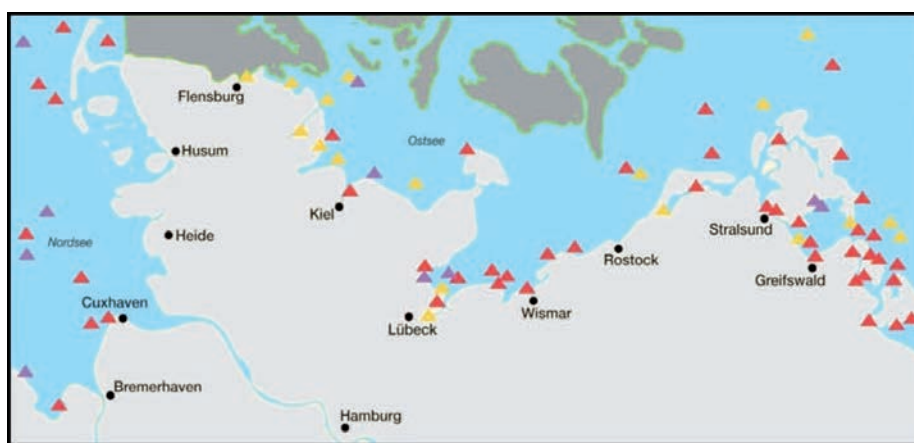 Flensburg
Ostsee
Husum
Kiel
Stralsund
Nordsee
Heide
Rostock
Greifswald
Cuxhaven
Wismar
Lübeck
Bremerhaven
Hamburg